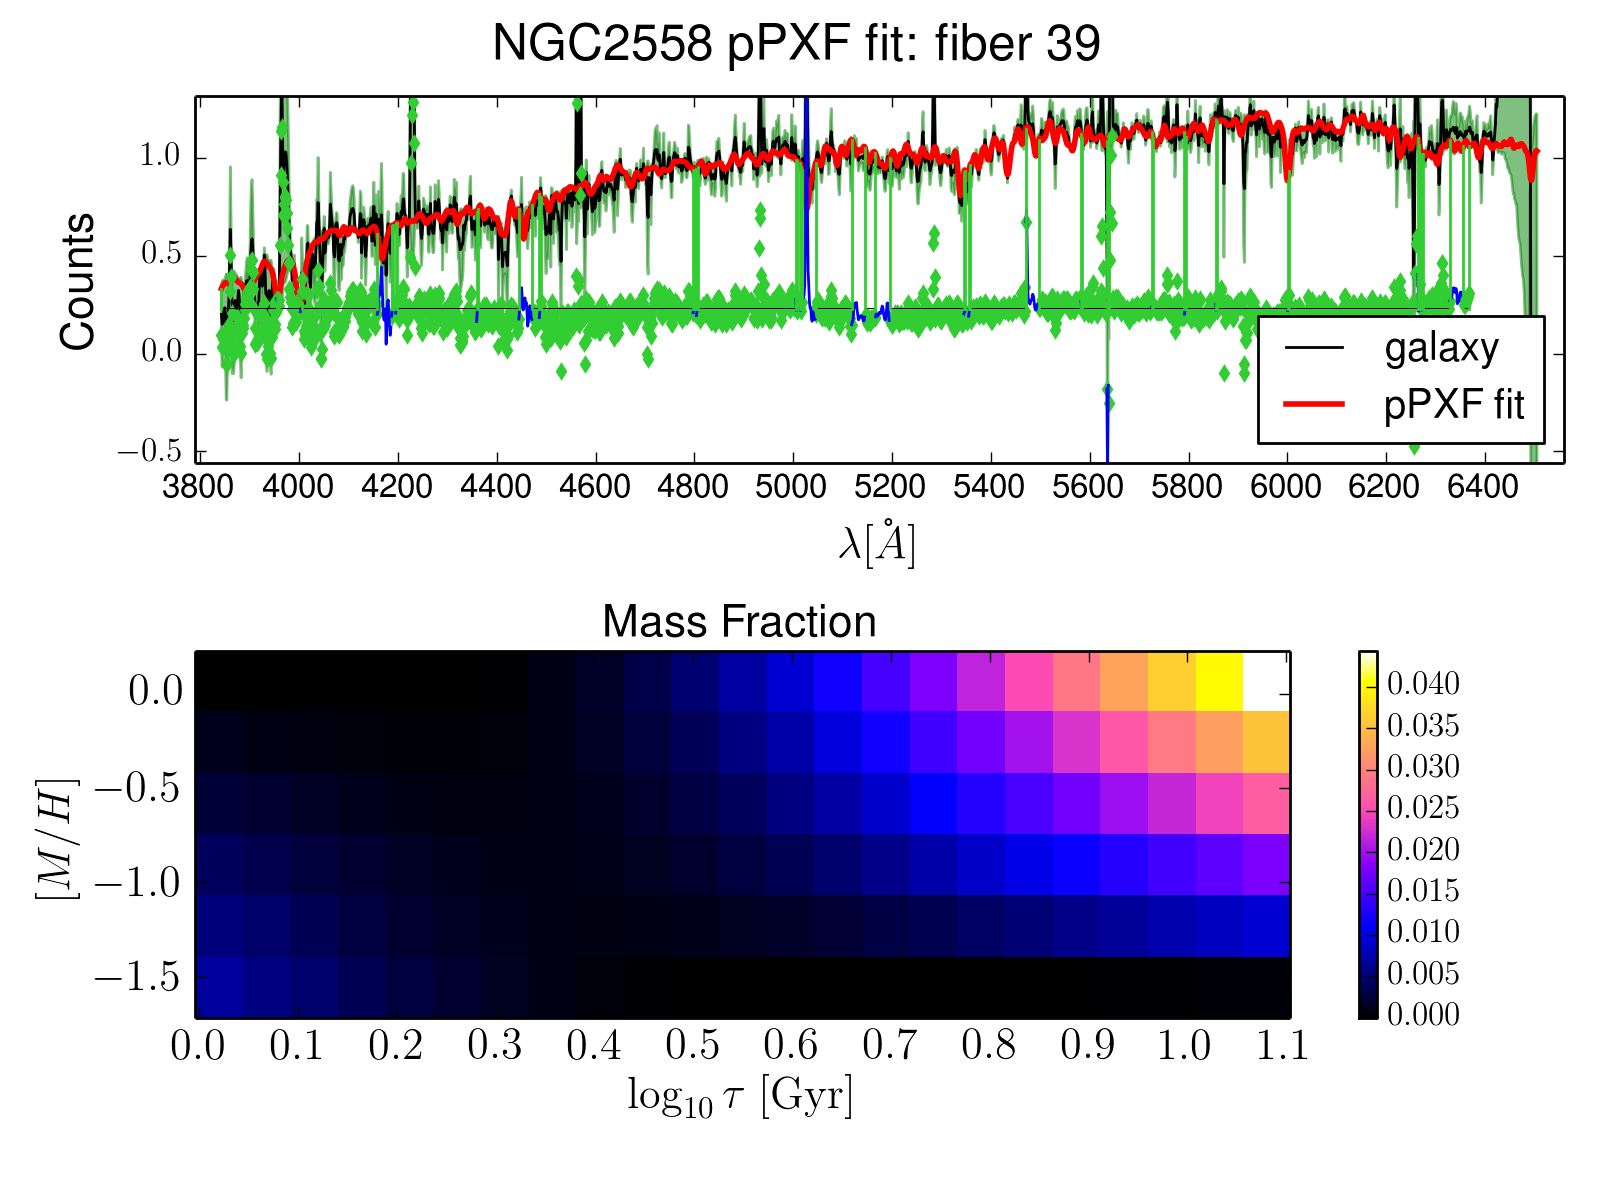 NGC2558 pPXF fit: fiber 39
1.0
0.5
0.0
−0.5
Counts
galaxy
pPXF fit
3800 4000 4200 4400 4600 4800 5000 5200 5400 5600 5800 6000 6200 6400
λ[Å]
Mass Fraction
0.0
−0.5
−1.0
−1.5
[M/H]
0.0 0.1 0.2 0.3 0.4 0.5 0.6 0.7 0.8 0.9 1.0 1.1
log₁₀ τ [Gyr]
0.040
0.035
0.030
0.025
0.020
0.015
0.010
0.005
0.000